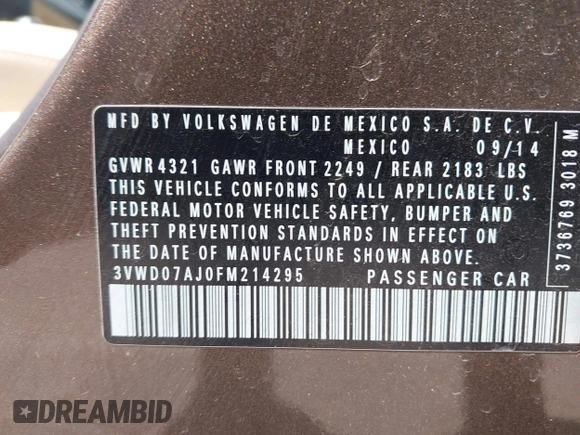 MFD BY VOLKSWAGEN DE MEXICO S.A. DE C.V.
MEXICO 09/14
GVWR 4321 GAWR FRONT 2249 / REAR 2183 LBS
THIS VEHICLE CONFORMS TO ALL APPLICABLE U.S.
FEDERAL MOTOR VEHICLE SAFETY, BUMPER AND
THEFT PREVENTION STANDARDS IN EFFECT ON
THE DATE OF MANUFACTURE SHOWN ABOVE.
3VWD07AJ0FM214295 PASSENGER CAR
3736769 3018M
DREAMBID